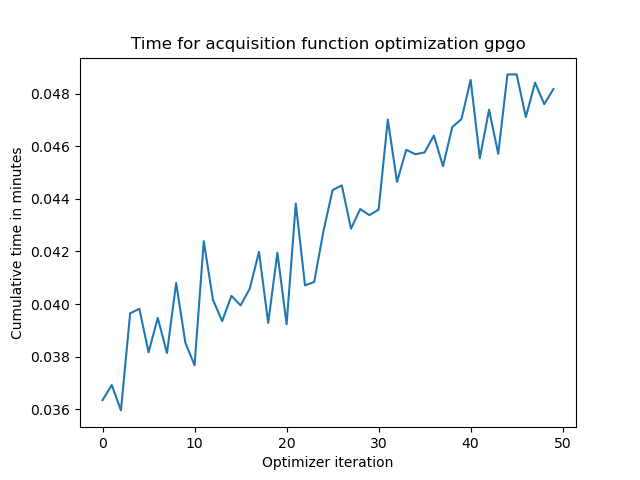 Time for acquisition function optimization gpgo
Cumulative time in minutes
0.048
0.046
0.044
0.042
0.040
0.038
0.036
0 10 20 30 40 50
Optimizer iteration